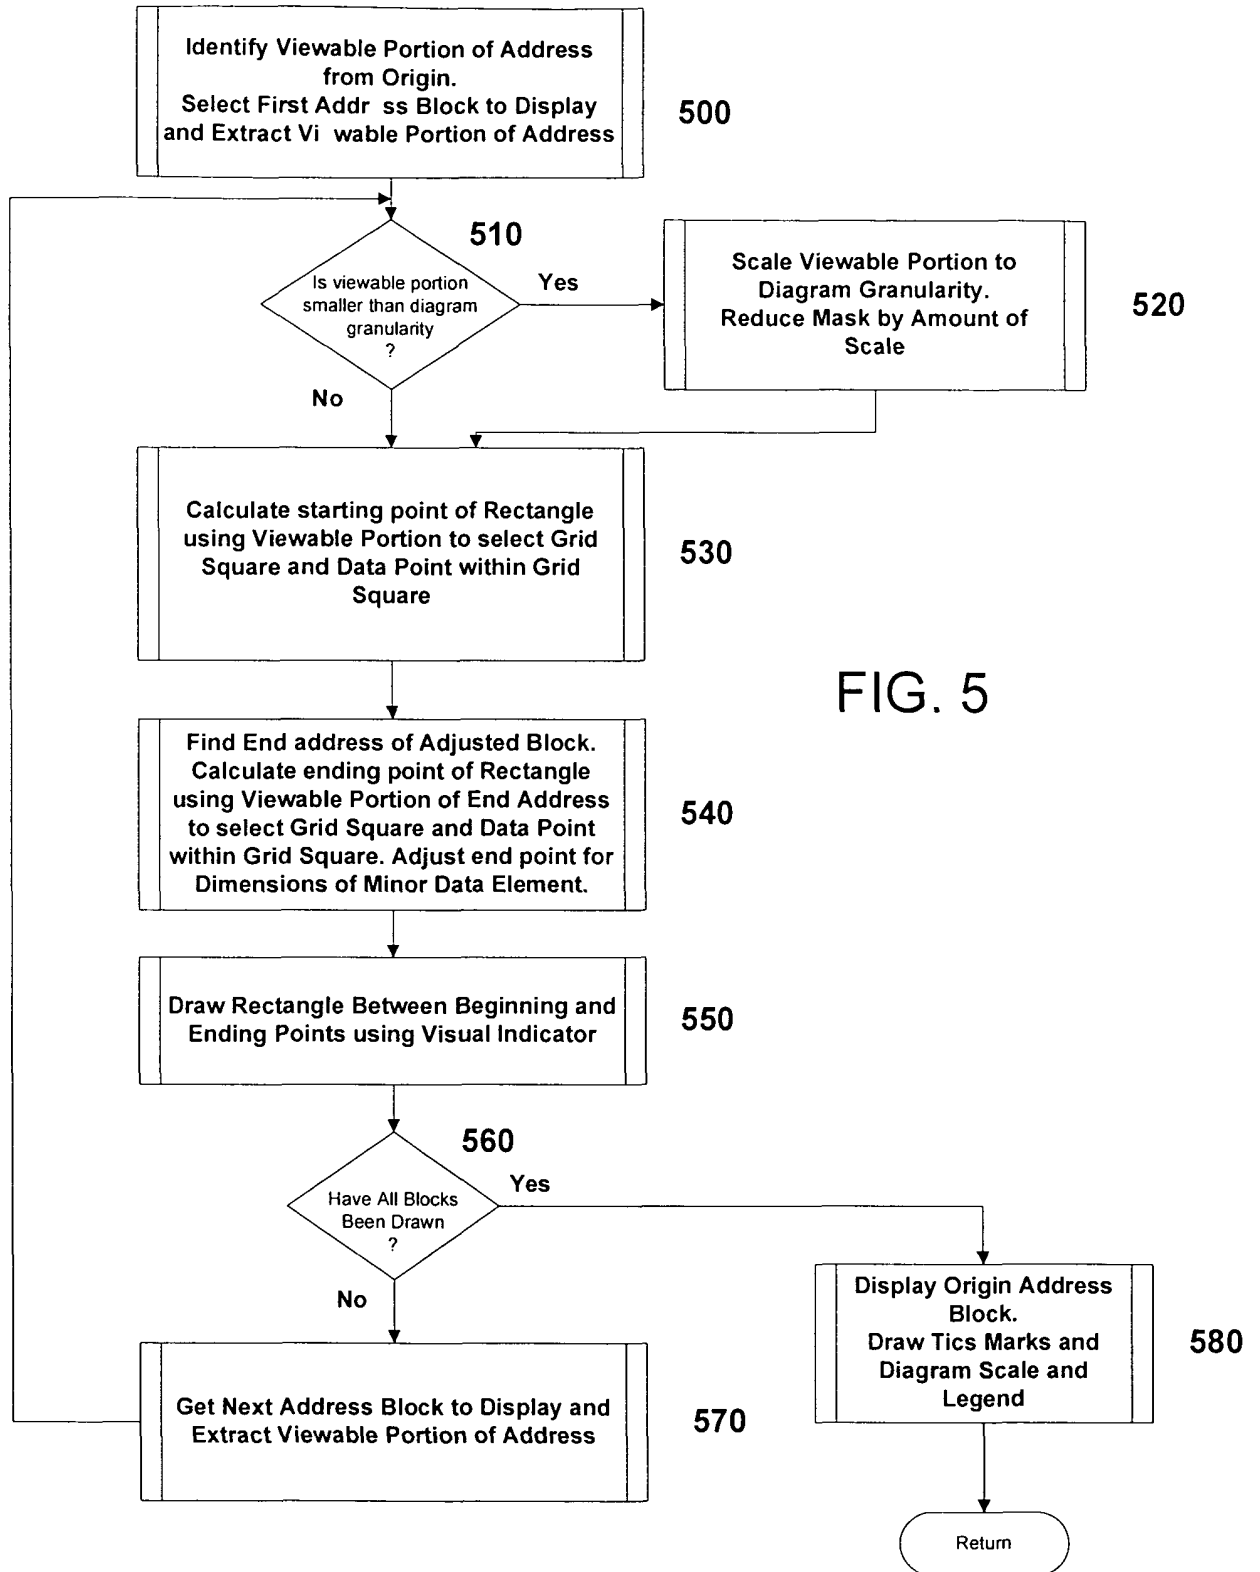 Identify Viewable Portion of Address
from Origin.
Select First Addr ss Block to Display
and Extract Vi wable Portion of Address
500
510
Is viewable portion
smaller than diagram
granularity
?
Yes
No
Scale Viewable Portion to
Diagram Granularity.
Reduce Mask by Amount of
Scale
520
Calculate starting point of Rectangle
using Viewable Portion to select Grid
Square and Data Point within Grid
Square
530
FIG. 5
Find End address of Adjusted Block.
Calculate ending point of Rectangle
using Viewable Portion of End Address
to select Grid Square and Data Point
within Grid Square. Adjust end point for
Dimensions of Minor Data Element.
540
Draw Rectangle Between Beginning and
Ending Points using Visual Indicator
550
560
Have All Blocks
Been Drawn
?
Yes
No
Display Origin Address
Block.
Draw Tics Marks and
Diagram Scale and
Legend
580
Get Next Address Block to Display and
Extract Viewable Portion of Address
570
Return